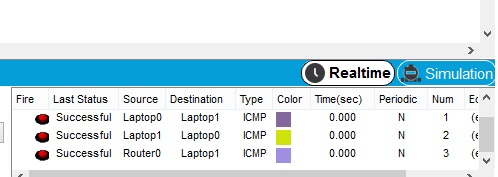 Realtime Simulation
Fire Last Status Source Destination Type Color Time(sec) Periodic Num
Successful Laptop0 Laptop1 ICMP 0.000 N 1 (e
Successful Laptop1 Laptop0 ICMP 0.000 N 2 (e
Successful Router0 Laptop1 ICMP 0.000 N 3 (e